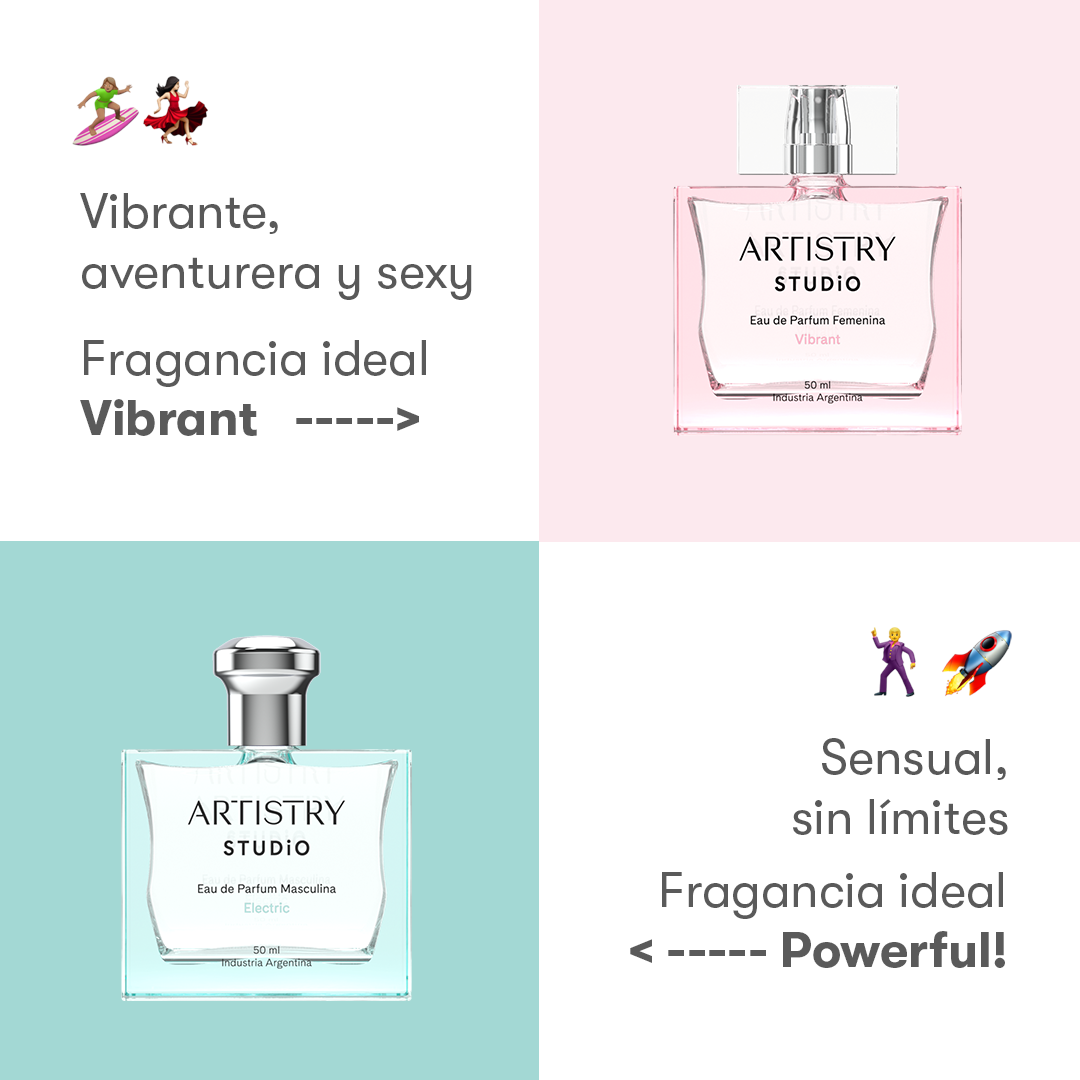 Vibrante,
aventurera y sexy
Fragancia ideal
Vibrant ----->
ARTISTRY
STUDiO
Eau de Parfum Femenina
Vibrant
50 ml
Industria Argentina
ARTISTRY
STUDiO
Eau de Parfum Masculina
Electric
50 ml
Industria Argentina
Sensual,
sin límites
Fragancia ideal
< ----- Powerful!